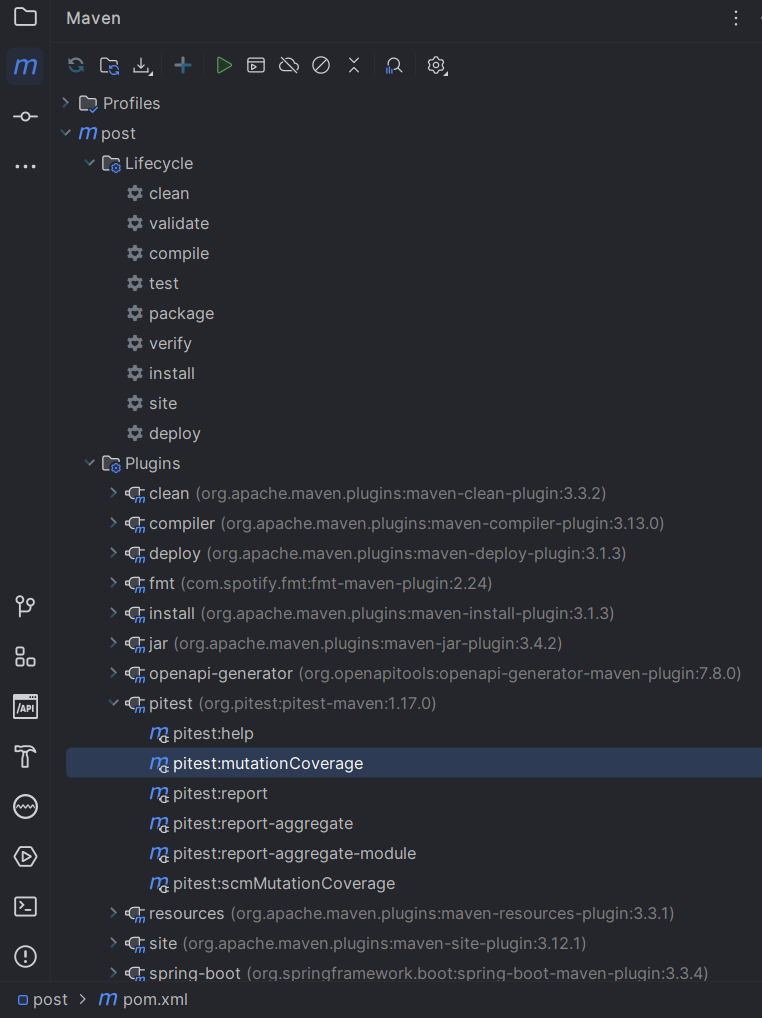 Maven
Profiles
post
Lifecycle
clean
validate
compile
test
package
verify
install
site
deploy
Plugins
clean (org.apache.maven.plugins:maven-clean-plugin:3.3.2)
compiler (org.apache.maven.plugins:maven-compiler-plugin:3.13.0)
deploy (org.apache.maven.plugins:maven-deploy-plugin:3.1.3)
fmt (com.spotify.fmt:fmt-maven-plugin:2.24)
install (org.apache.maven.plugins:maven-install-plugin:3.1.3)
jar (org.apache.maven.plugins:maven-jar-plugin:3.4.2)
openapi-generator (org.openapitools:openapi-generator-maven-plugin:7.8.0)
pitest (org.pitest:pitest-maven:1.17.0)
pitest:help
pitest:mutationCoverage
pitest:report
pitest:report-aggregate
pitest:report-aggregate-module
pitest:scmMutationCoverage
resources (org.apache.maven.plugins:maven-resources-plugin:3.3.1)
site (org.apache.maven.plugins:maven-site-plugin:3.12.1)
spring-boot (org.springframework.boot:spring-boot-maven-plugin:3.3.4)
post > m pom.xml
/API